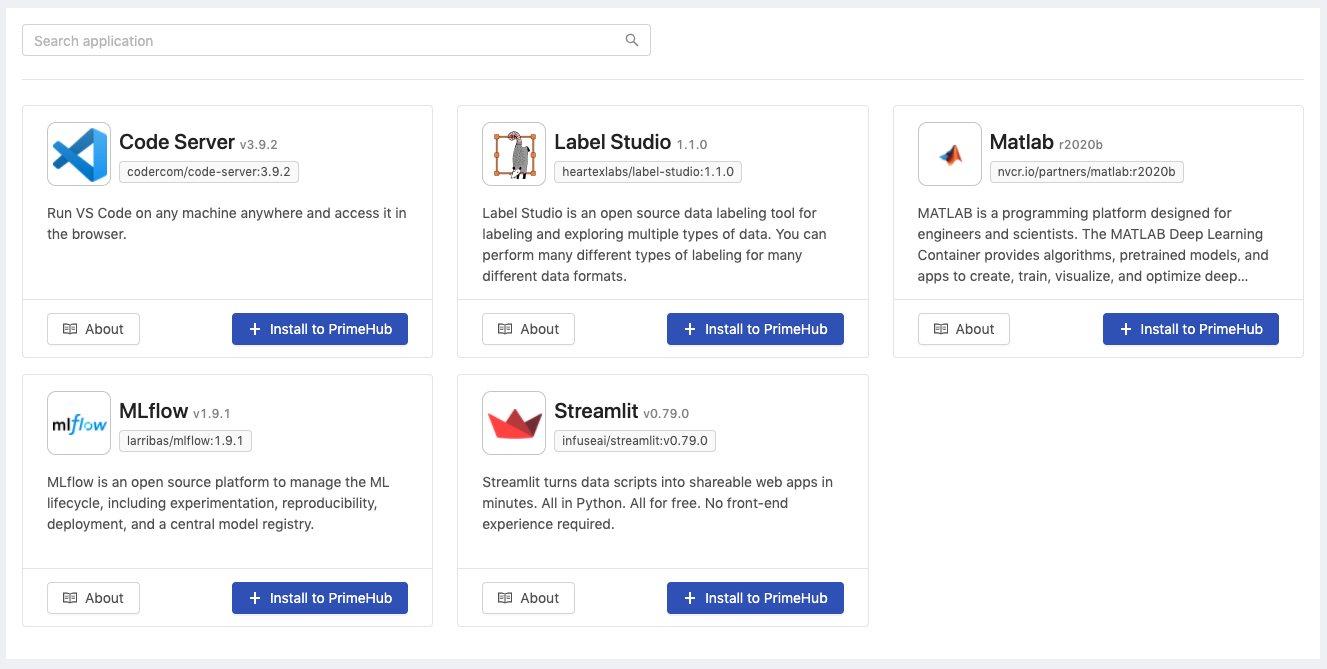 Search application
Code Server v3.9.2
codercom/code-server:3.9.2
Run VS Code on any machine anywhere and access it in
the browser.
About
Install to PrimeHub
Label Studio 1.1.0
heartexlabs/label-studio:1.1.0
Label Studio is an open source data labeling tool for
labeling and exploring multiple types of data. You can
perform many different types of labeling for many
different data formats.
About
Install to PrimeHub
Matlab r2020b
nvcr.io/partners/matlab:r2020b
MATLAB is a programming platform designed for
engineers and scientists. The MATLAB Deep Learning
Container provides algorithms, pretrained models, and
apps to create, train, visualize, and optimize deep...
About
Install to PrimeHub
mlflow
MLflow v1.9.1
larribas/mlflow:1.9.1
MLflow is an open source platform to manage the ML
lifecycle, including experimentation, reproducibility,
deployment, and a central model registry.
About
Install to PrimeHub
Streamlit v0.79.0
infuseai/streamlit:v0.79.0
Streamlit turns data scripts into shareable web apps in
minutes. All in Python. All for free. No front-end
experience required.
About
Install to PrimeHub